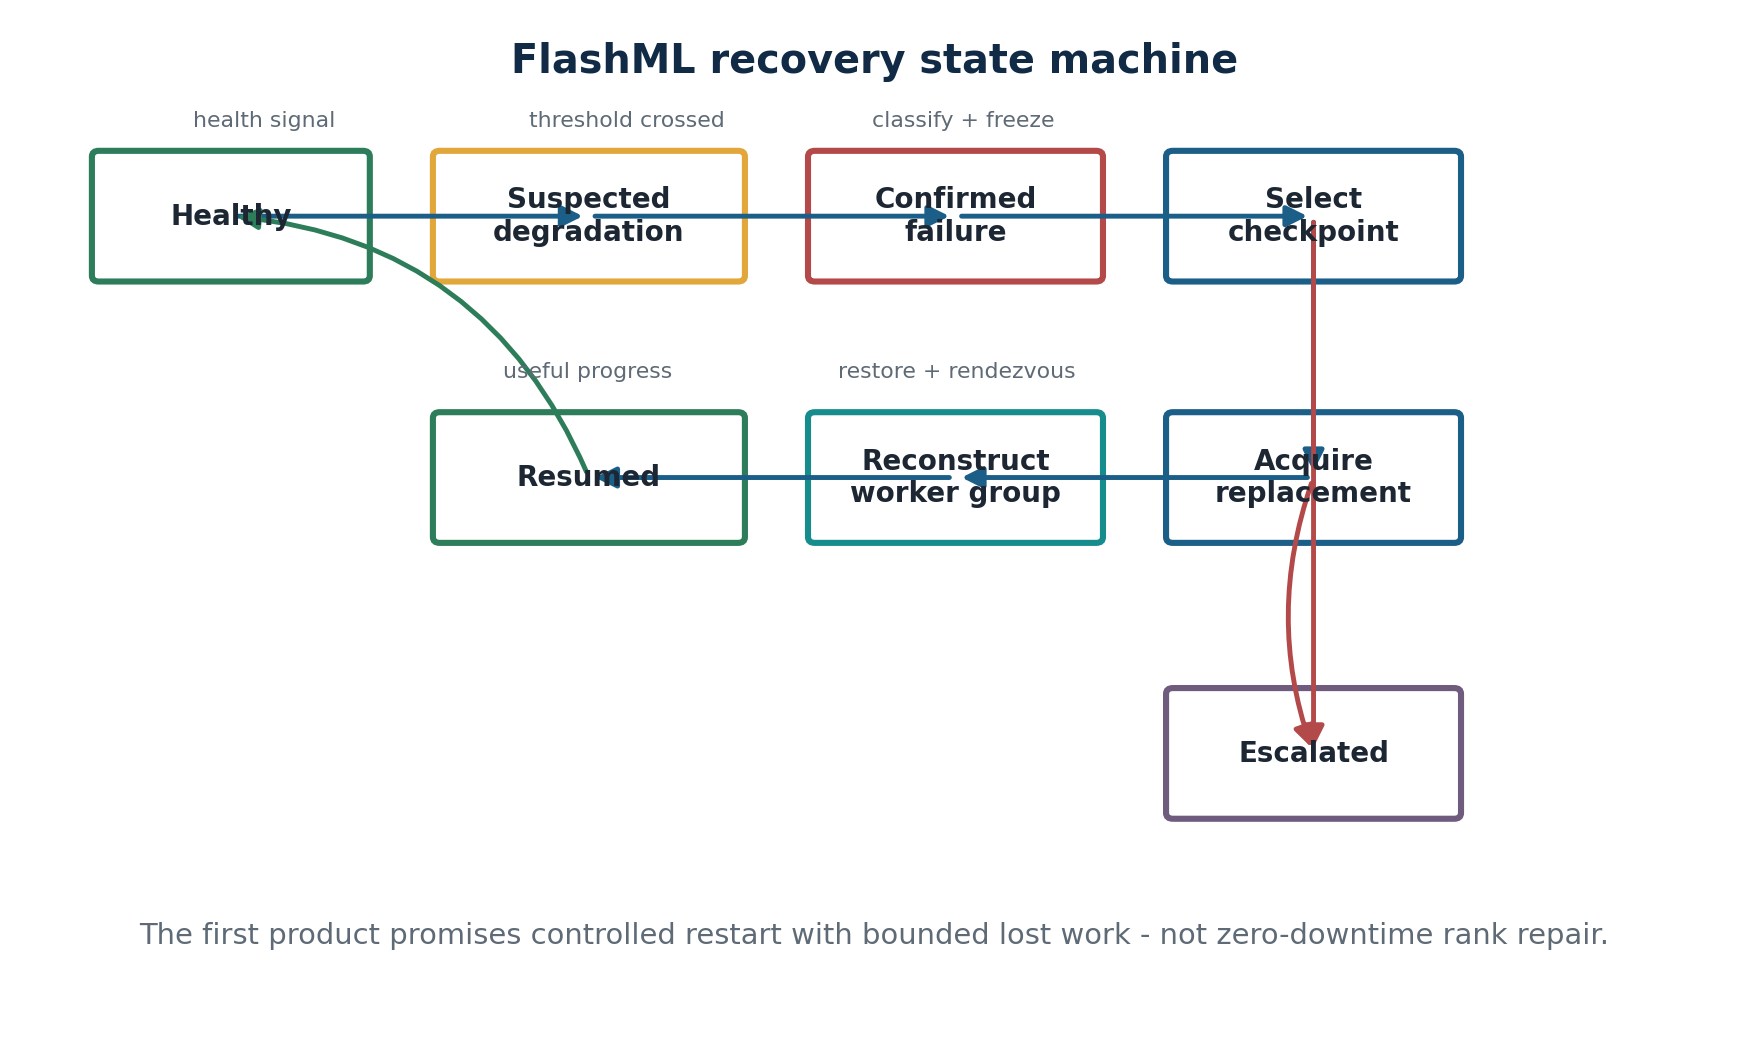 FlashML recovery state machine
health signal
threshold crossed
classify + freeze
Healthy
Suspected
degradation
Confirmed
failure
Select
checkpoint
useful progress
restore + rendezvous
Resumed
Reconstruct
worker group
Acquire
replacement
Escalated
The first product promises controlled restart with bounded lost work - not zero-downtime rank repair.